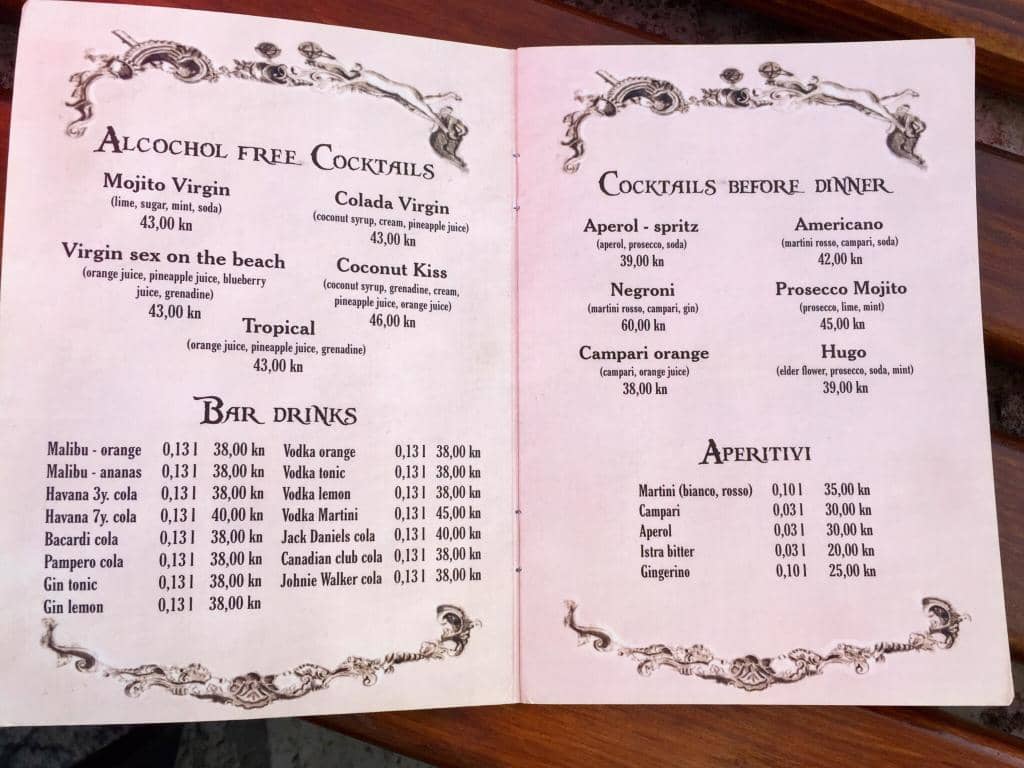 ALCOCHOL FREE COCKTAILS
Mojito Virgin
(lime, sugar, mint, soda)
43,00 kn
Colada Virgin
(coconut syrup, cream, pineapple juice)
43,00 kn
Virgin sex on the beach
(orange juice, pineapple juice, blueberry
juice, grenadine)
43,00 kn
Coconut Kiss
(coconut syrup, grenadine, cream,
pineapple juice, orange juice)
46,00 kn
Tropical
(orange juice, pineapple juice, grenadine)
43,00 kn
BAR DRINKS
Malibu - orange 0,13 l 38,00 kn
Malibu - ananas 0,13 l 38,00 kn
Havana 3y. cola 0,13 l 38,00 kn
Havana 7y. cola 0,13 l 40,00 kn
Bacardi cola 0,13 l 38,00 kn
Pampero cola 0,13 l 38,00 kn
Gin tonic 0,13 l 38,00 kn
Gin lemon 0,13 l 38,00 kn
Vodka orange 0,13 l 38,00 kn
Vodka tonic 0,13 l 38,00 kn
Vodka lemon 0,13 l 38,00 kn
Vodka Martini 0,13 l 45,00 kn
Jack Daniels cola 0,13 l 40,00 kn
Canadian club cola 0,13 l 38,00 kn
Johnie Walker cola 0,13 l 38,00 kn
COCKTAILS BEFORE DINNER
Aperol - spritz
(aperol, prosecco, soda)
39,00 kn
Americano
(martini rosso, campari, soda)
42,00 kn
Negroni
(martini rosso, campari, gin)
60,00 kn
Prosecco Mojito
(prosecco, lime, mint)
45,00 kn
Campari orange
(campari, orange juice)
38,00 kn
Hugo
(elder flower, prosecco, soda, mint)
39,00 kn
APERITIVI
Martini (bianco, rosso) 0,10 l 35,00 kn
Campari 0,03 l 30,00 kn
Aperol 0,03 l 30,00 kn
Istra bitter 0,03 l 20,00 kn
Gingerino 0,10 l 25,00 kn